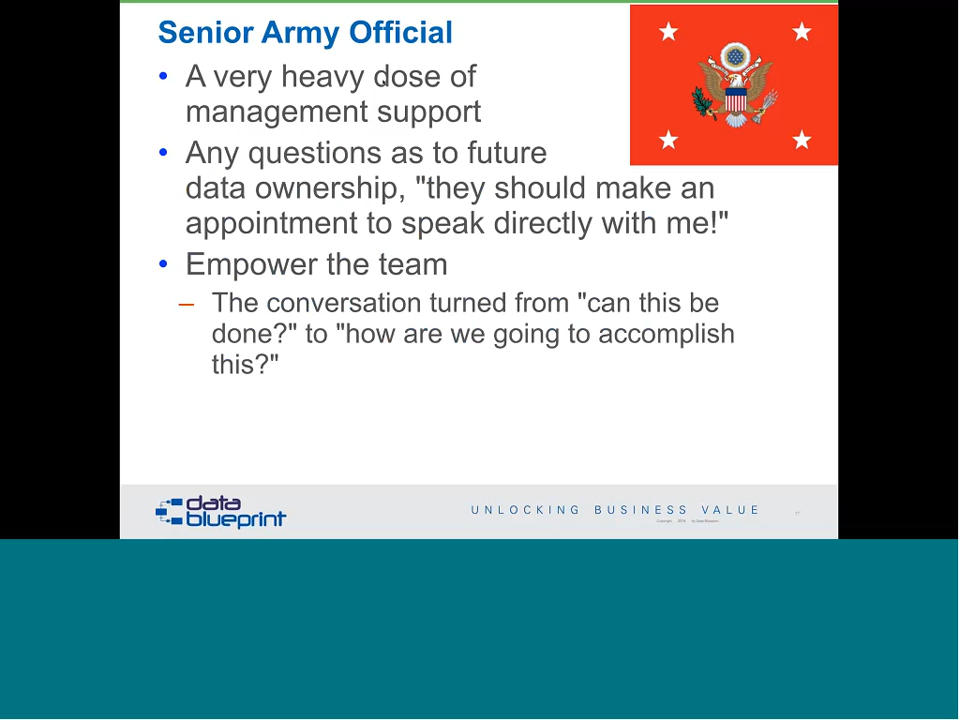 Senior Army Official
• A very heavy dose of
management support
• Any questions as to future
data ownership, "they should make an
appointment to speak directly with me!"
• Empower the team
– The conversation turned from "can this be
done?" to "how are we going to accomplish
this?"
data
blueprint
UNLOCKING BUSINESS VALUE